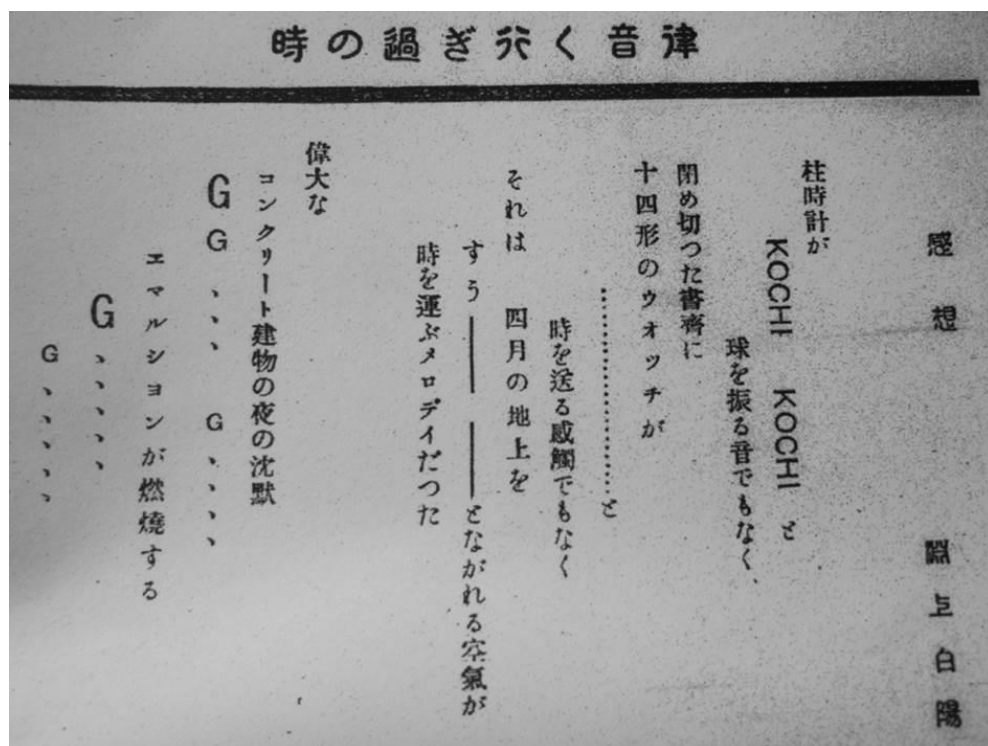 時の過ぎ行く音律
感想 淵上白陽
柱時計が
KOCHI KOCHI と
球を振る音でもなく、
閉め切つた書齋に
十四形のウオッチが
………………と
時を送る感觸でもなく
それは 四月の地上を
すう―― ――とながれる空氣が
時を運ぶメロデイだつた
偉大な
コンクリート建物の夜の沈默
G G、、、 G、、、、
エマルションが燃燒する
G、、、、、
G、、、、、